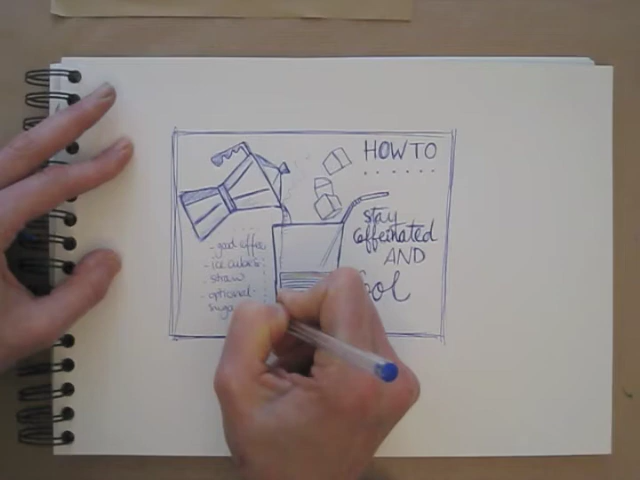 HOW TO
stay
caffeinated
AND
- good coffee
- ice cubes
- straw
- optional